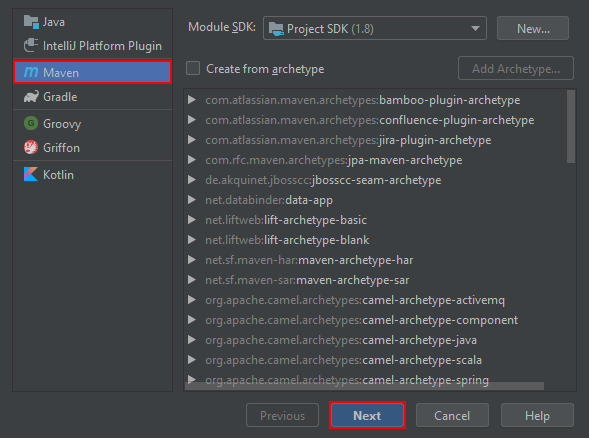 Java
IntelliJ Platform Plugin
Maven
Gradle
Groovy
Griffon
Kotlin
Module SDK: Project SDK (1.8) New...
Create from archetype Add Archetype...
com.atlassian.maven.archetypes:bamboo-plugin-archetype
com.atlassian.maven.archetypes:confluence-plugin-archetype
com.atlassian.maven.archetypes:jira-plugin-archetype
com.rfc.maven.archetypes:jpa-maven-archetype
de.akquinet.jbosscc:jbosscc-seam-archetype
net.databinder:data-app
net.liftweb:lift-archetype-basic
net.liftweb:lift-archetype-blank
net.sf.maven-har:maven-archetype-har
net.sf.maven-sar:maven-archetype-sar
org.apache.camel.archetypes:camel-archetype-activemq
org.apache.camel.archetypes:camel-archetype-component
org.apache.camel.archetypes:camel-archetype-java
org.apache.camel.archetypes:camel-archetype-scala
org.apache.camel.archetypes:camel-archetype-spring
Previous Next Cancel Help